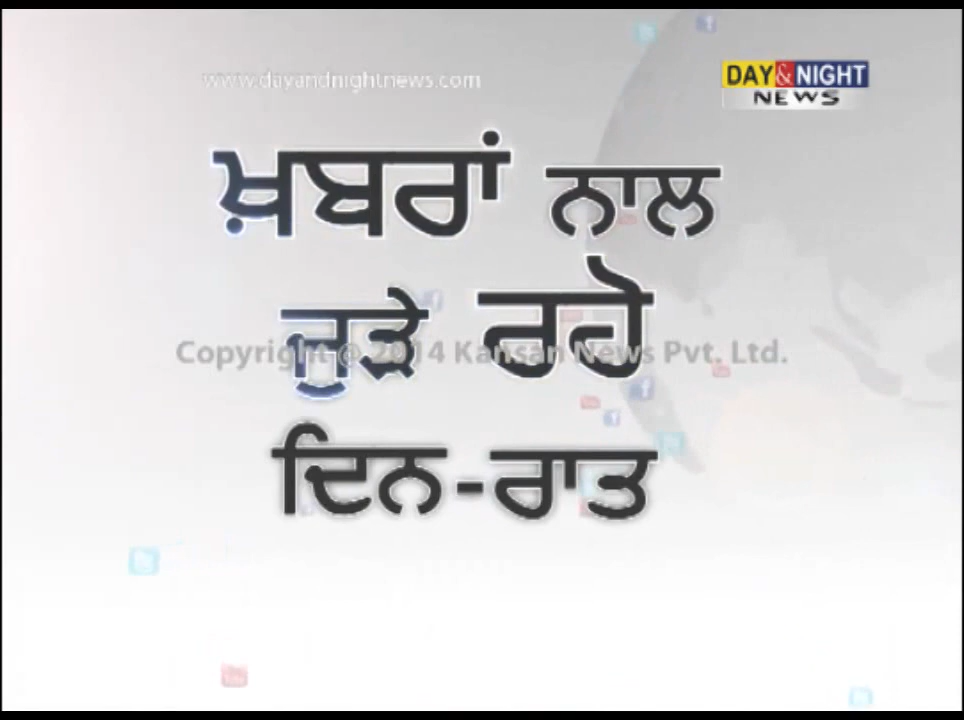 www.dayandnightnews.com
DAY&NIGHT
NEWS
ਖ਼ਬਰਾਂ ਨਾਲ
ਜੁੜੇ ਰਹੋ
Copyright @ 2014 Kansan News Pvt. Ltd.
ਦਿਨ-ਰਾਤ